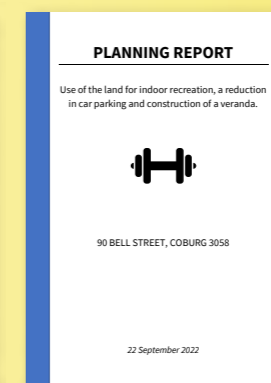 PLANNING REPORT
Use of the land for indoor recreation, a reduction
in car parking and construction of a veranda.
90 BELL STREET, COBURG 3058
22 September 2022